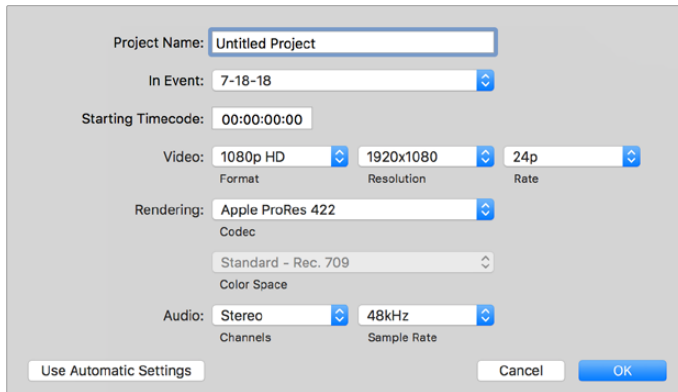 Project Name: Untitled Project
In Event: 7-18-18
Starting Timecode: 00:00:00:00
Video: 1080p HD 1920x1080 24p
Format Resolution Rate
Rendering: Apple ProRes 422
Codec
Standard - Rec. 709
Color Space
Audio: Stereo 48kHz
Channels Sample Rate
Use Automatic Settings Cancel OK